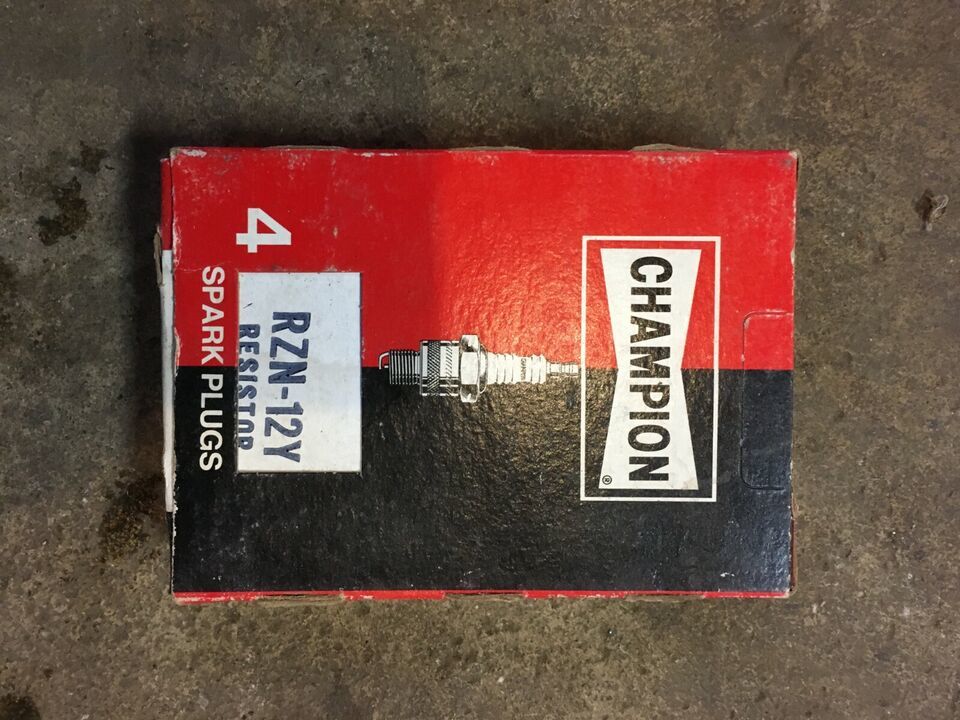 CHAMPION
®
RZN-12Y
RESISTOR
4
SPARK PLUGS